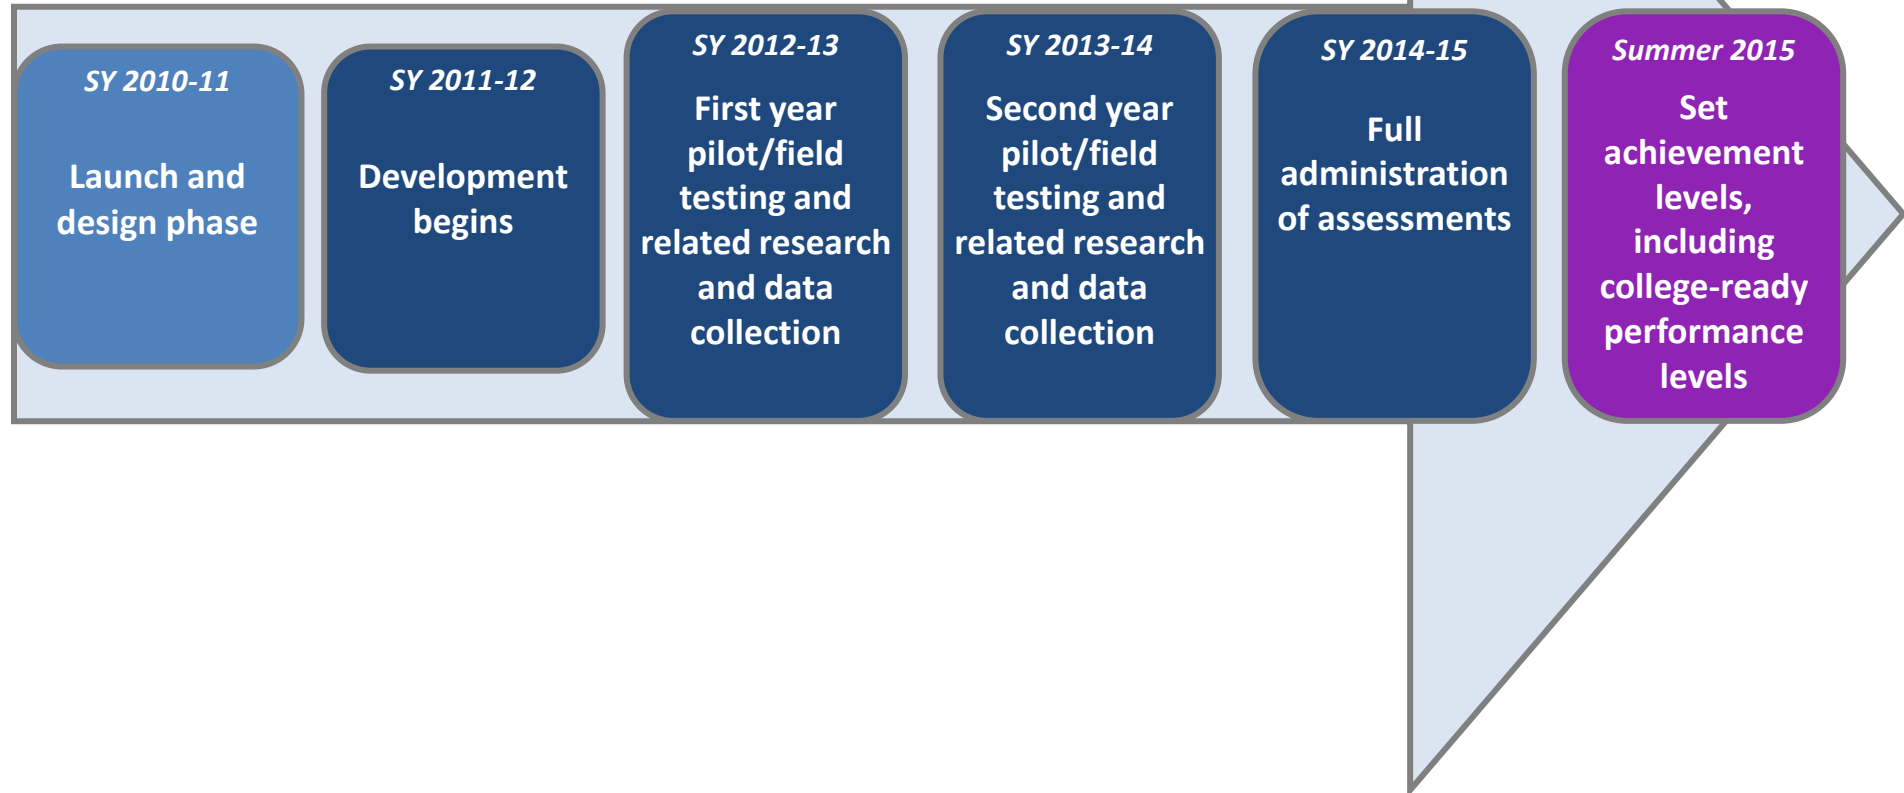 SY 2010-11
Launch and
design phase
SY 2011-12
Development
begins
SY 2012-13
First year
pilot/field
testing and
related research
and data
collection
SY 2013-14
Second year
pilot/field
testing and
related research
and data
collection
SY 2014-15
Full
administration
of assessments
Summer 2015
Set
achievement
levels,
including
college-ready
performance
levels